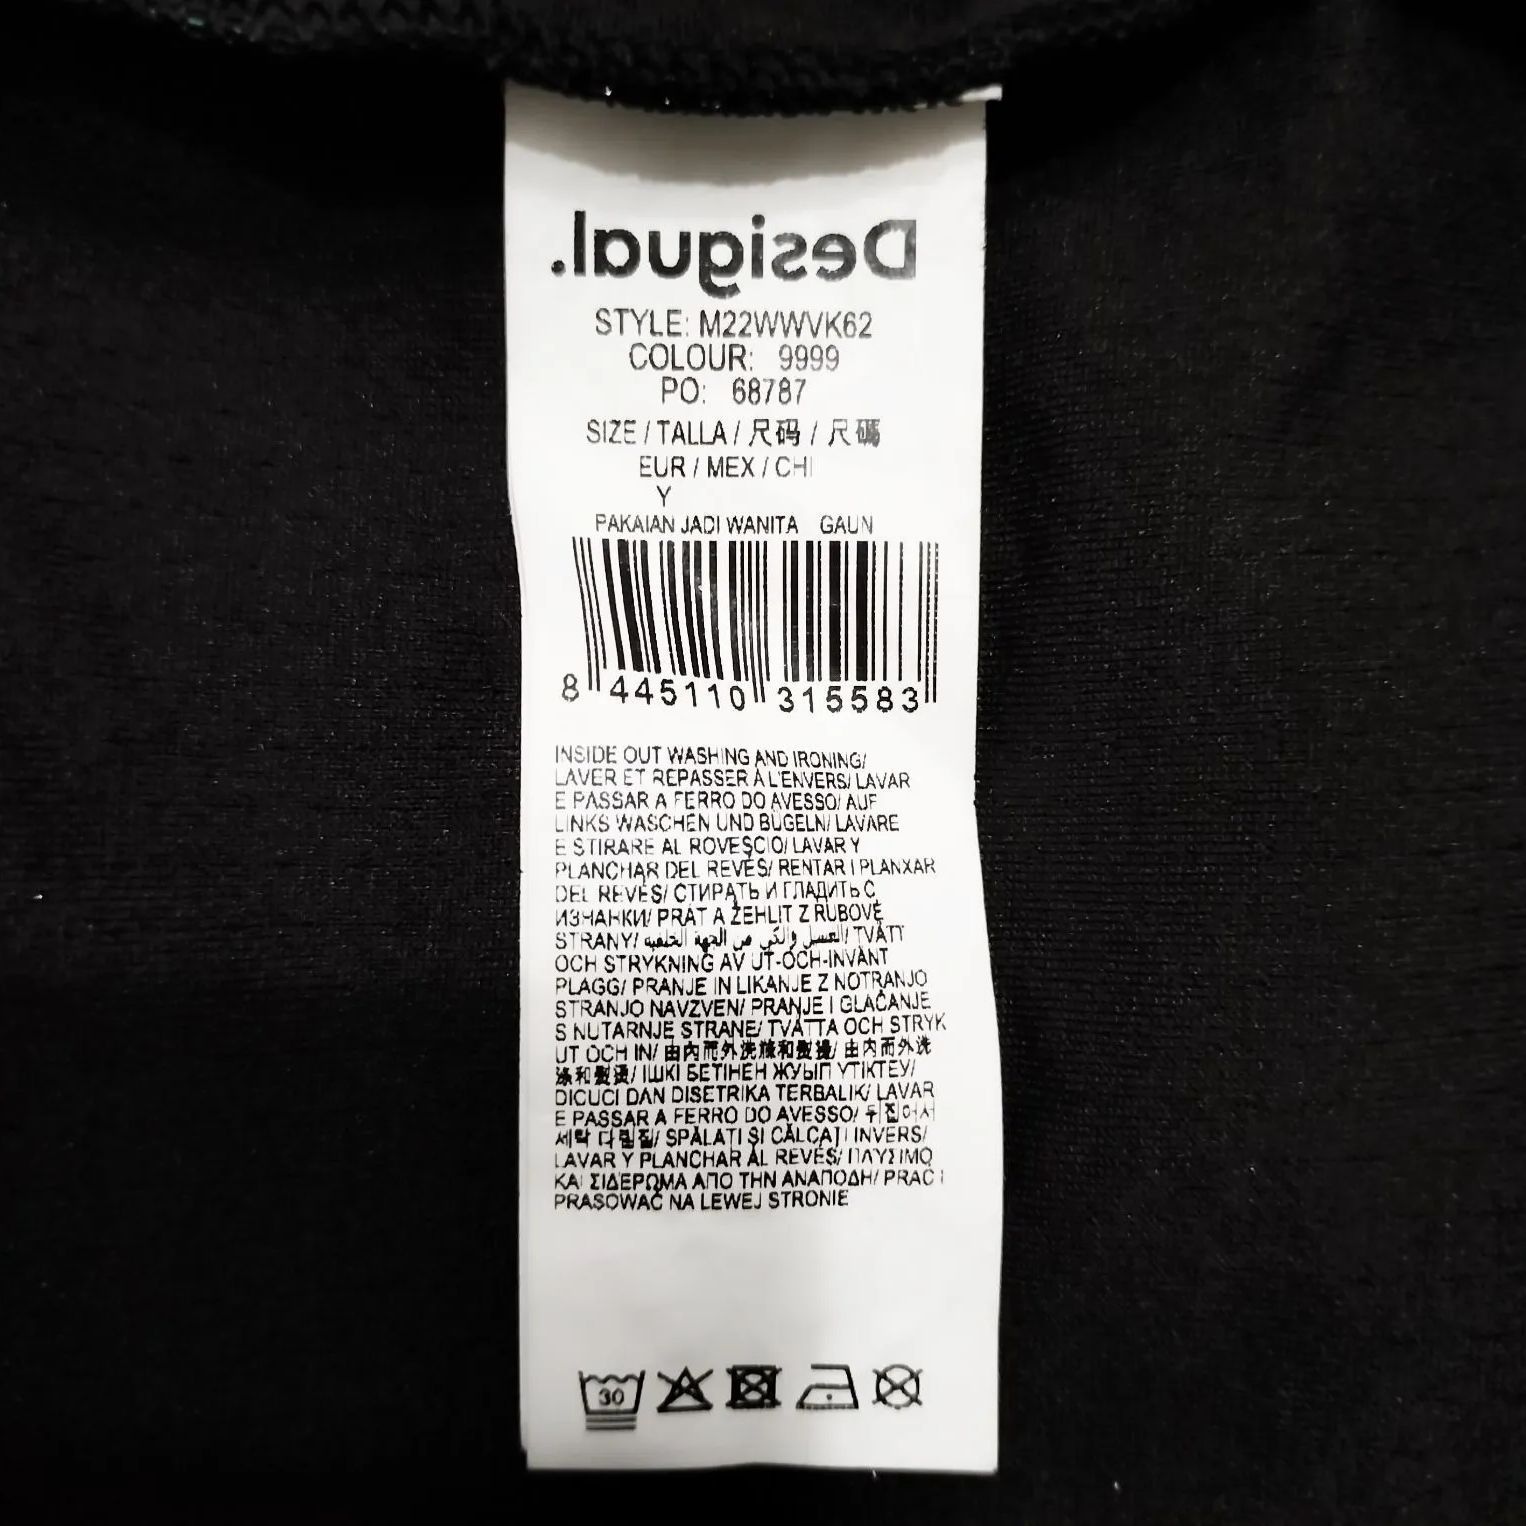 Desigual.
STYLE: M22WWVK62
COLOUR: 9999
PO: 68787
SIZE / TALLA / 尺码 / 尺碼
EUR / MEX / CHI
Y
PAKAIAN JADI WANITA GAUN
8 445110 315583
INSIDE OUT WASHING AND IRONING/
LAVER ET REPASSER À L'ENVERS/ LAVAR
E PASSAR A FERRO DO AVESSO/ AUF
LINKS WASCHEN UND BÜGELN/ LAVARE
E STIRARE AL ROVESCIO/ LAVAR Y
PLANCHAR DEL REVÉS/ RENTAR I PLANXAR
DEL REVÉS/ СТИРАТЬ И ГЛАДИТЬ С
ИЗНАНКИ/ PRÁT A ŽEHLIT Z RUBOVÉ
STRANY/ الغسل والكي من الجهة الخلفية/ TVÄTT
OCH STRYKNING AV UT-OCH-INVÄNT
PLAGG/ PRANJE IN LIKANJE Z NOTRANJO
STRANJO NAVZVEN/ PRANJE I GLAČANJE
S NUTARNJE STRANE/ TVÄTTA OCH STRYK
UT OCH IN/ 由内而外洗涤和熨烫/ 由内而外洗
涤和熨烫/ ІШКІ БЕТІНЕН ЖУЫП ҮТІКТЕУ/
DICUCI DAN DISETRIKA TERBALIK/ LAVAR
E PASSAR A FERRO DO AVESSO/ 뒤집어서
세탁 다림질/ SPĂLAȚI ȘI CĂLCAȚI INVERS/
LAVAR Y PLANCHAR AL REVÉS/ ΠΛΥΣΙΜΟ
ΚΑΙ ΣΙΔΕΡΩΜΑ ΑΠΟ ΤΗΝ ΑΝΑΠΟΔΗ/ PRAĆ I
PRASOWAĆ NA LEWEJ STRONIE
30